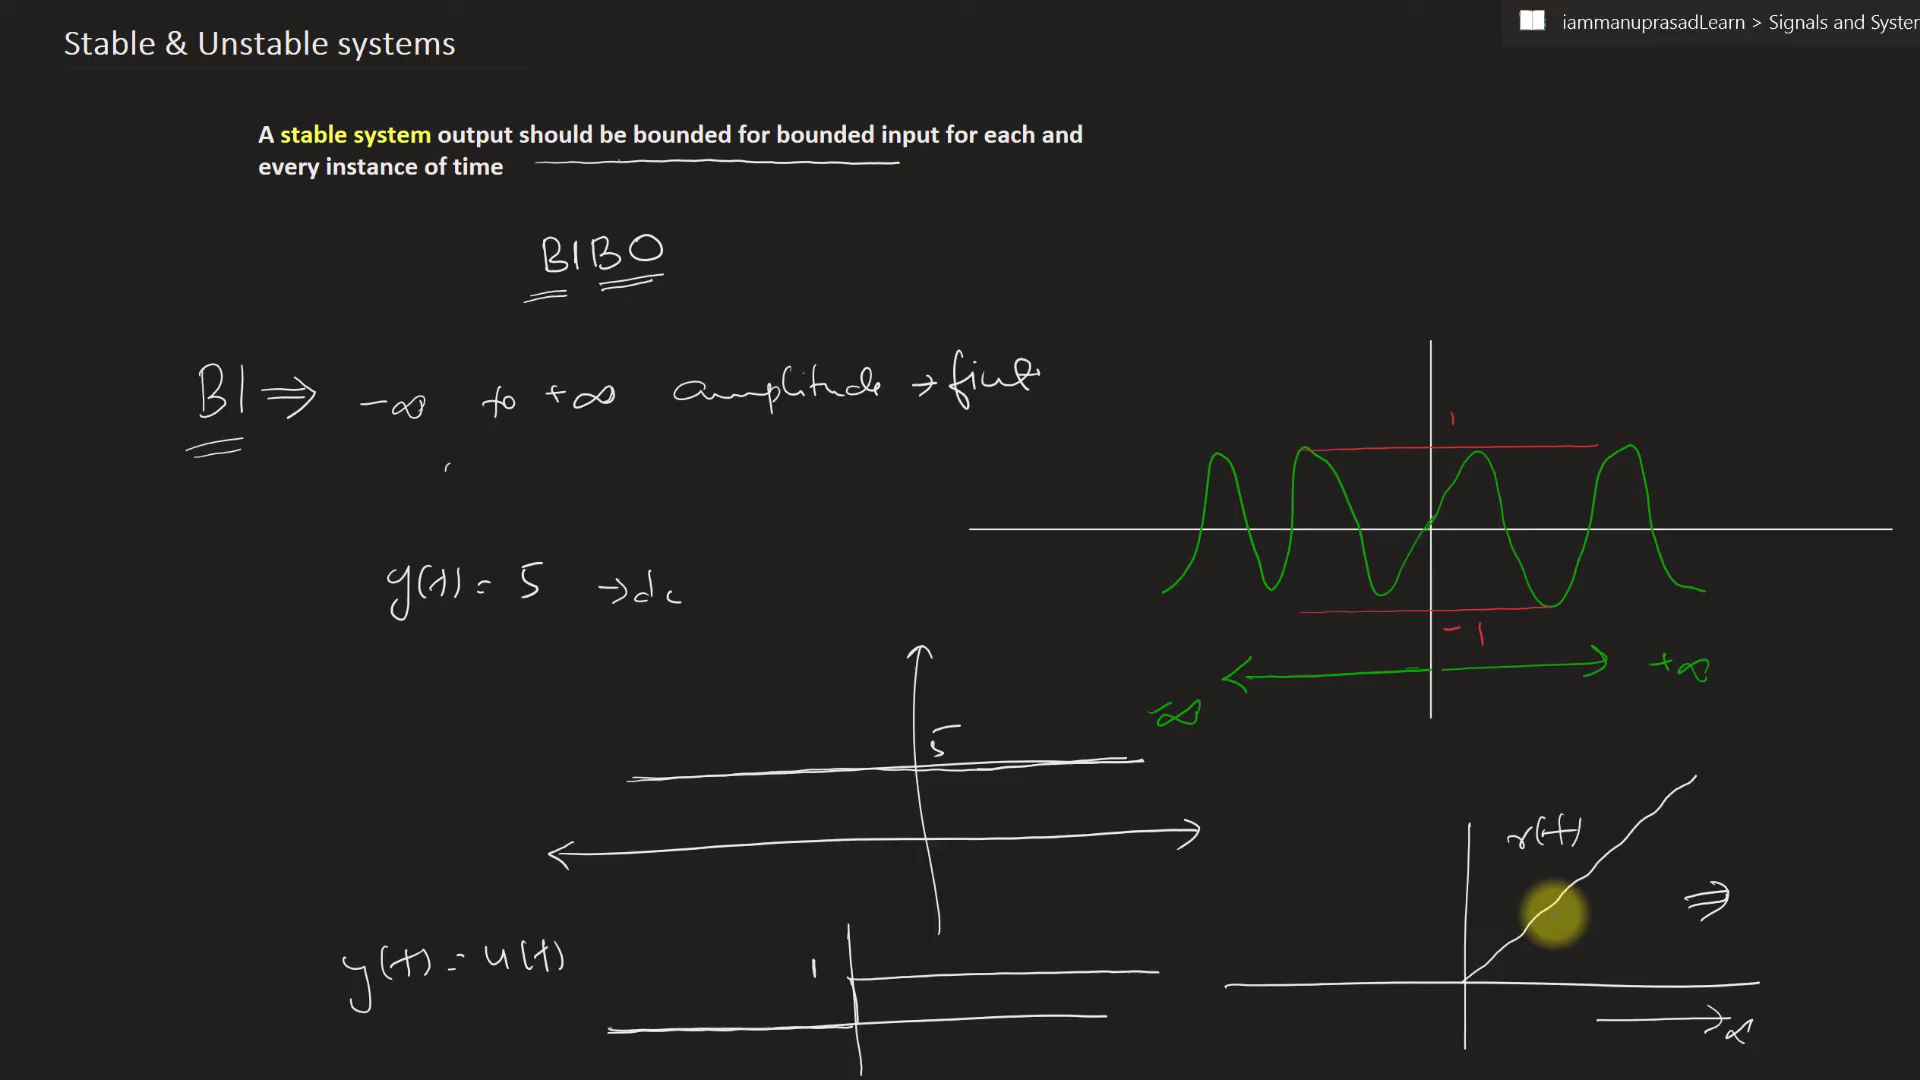 iammanuprasadLearn > Signals and Syster
Stable & Unstable systems
A stable system output should be bounded for bounded input for each and
every instance of time
BIBO
BI ⇒ -∞ to +∞ amplitude →
1
-1
-∞ +∞
y(t) = 5 → dc
5
r(t)
⇒
y(t) = u(t)
1